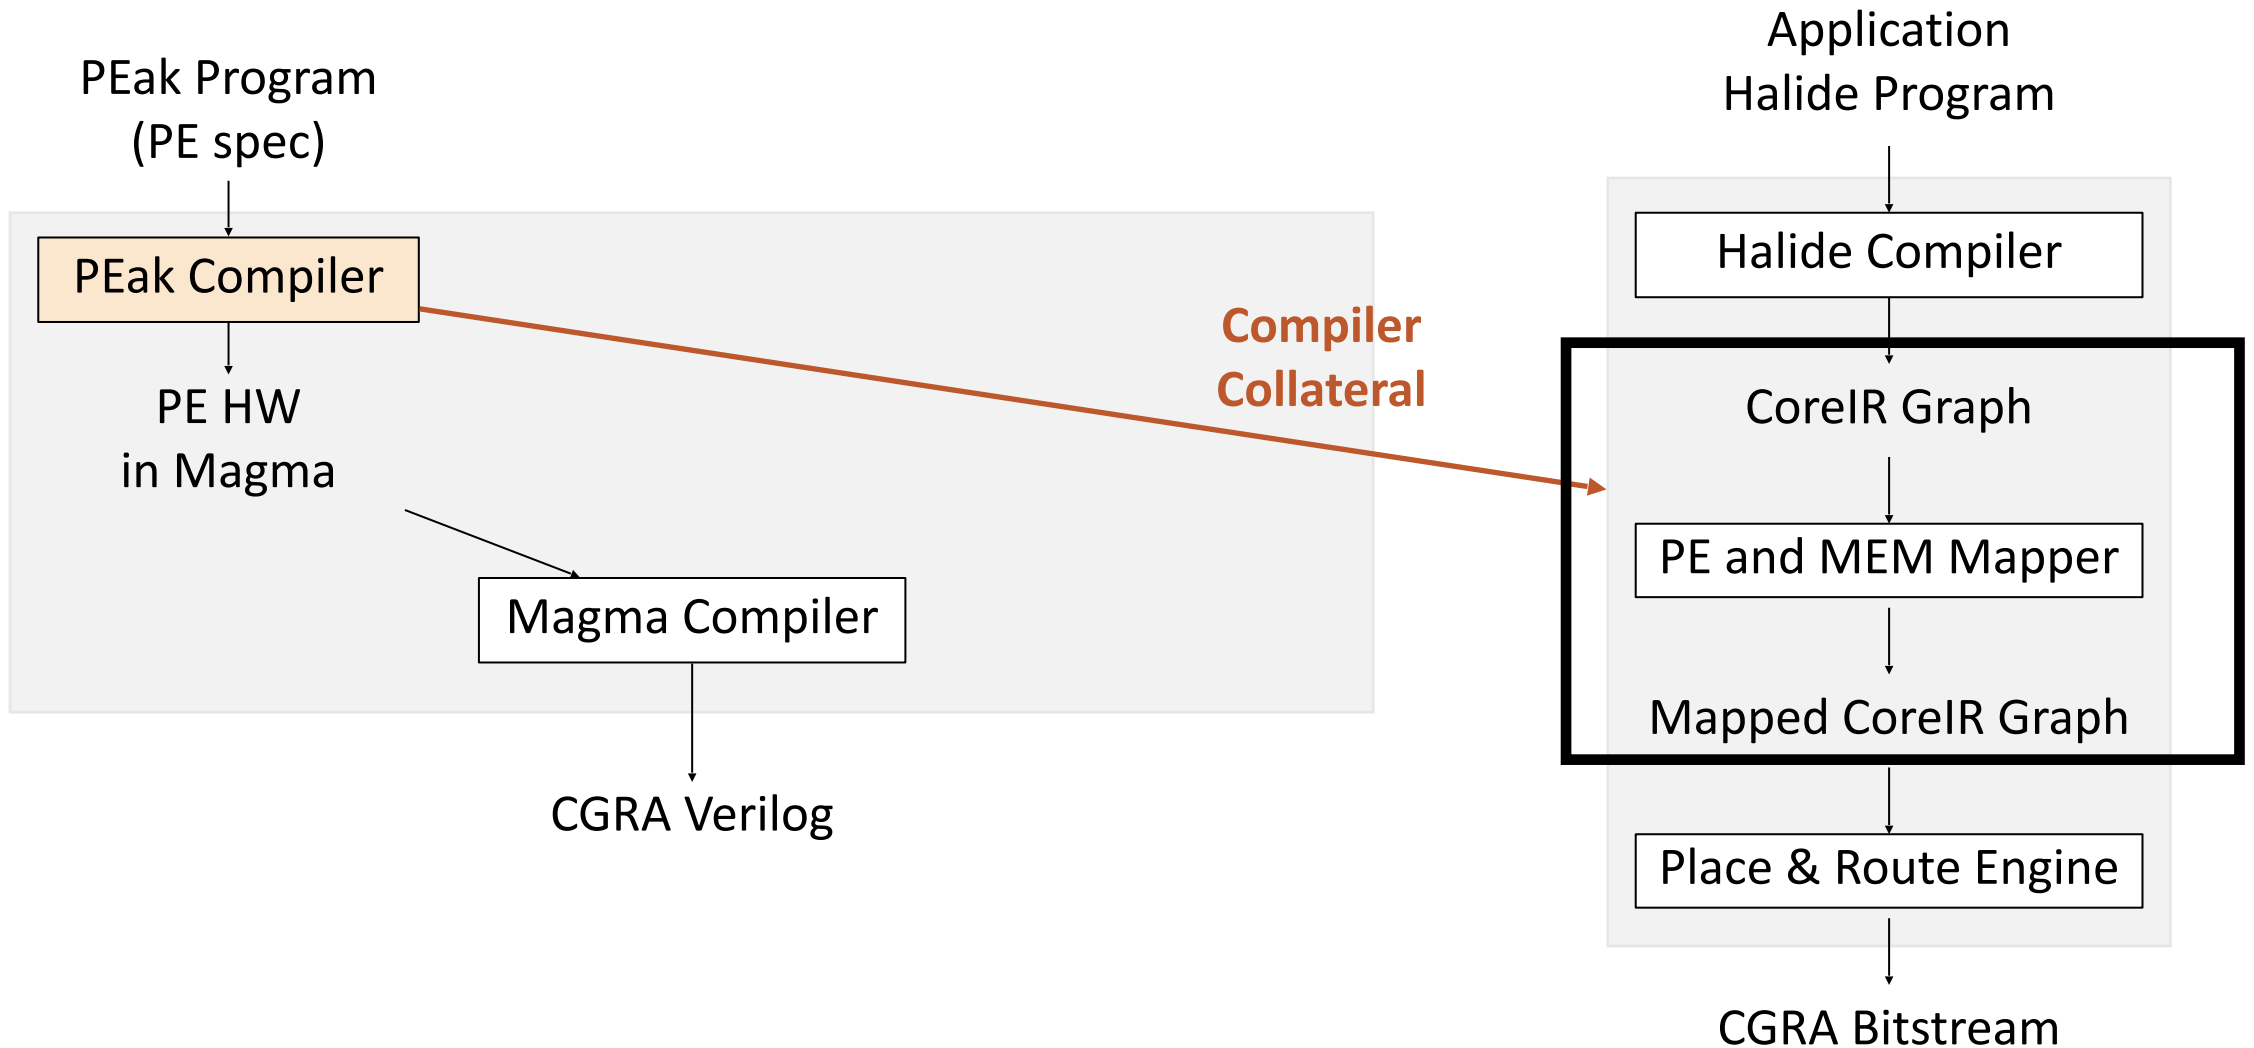 PEak Program
(PE spec)
PEak Compiler
PE HW
in Magma
Magma Compiler
CGRA Verilog
Compiler
Collateral
Application
Halide Program
Halide Compiler
CoreIR Graph
PE and MEM Mapper
Mapped CoreIR Graph
Place & Route Engine
CGRA Bitstream